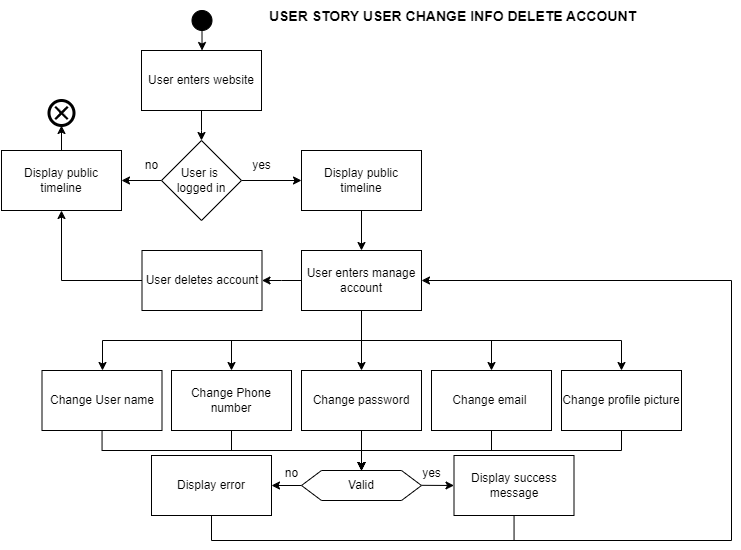 USER STORY USER CHANGE INFO DELETE ACCOUNT
User enters website
Display public
timeline
no
User is
logged in
yes
Display public
timeline
User deletes account
User enters manage
account
Change User name
Change Phone
number
Change password
Change email
Change profile picture
Display error
no
Valid
yes
Display success
message